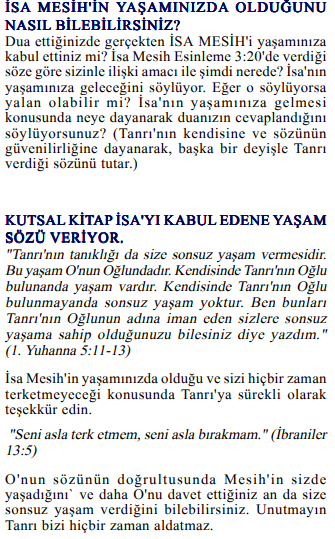 İSA MESİH'İN YAŞAMINIZDA OLDUĞUNU
NASIL BİLEBİLİRSİNİZ?
Dua ettiğinizde gerçekten İSA MESİH'i yaşamınıza
kabul ettiniz mi? İsa Mesih Esinleme 3:20'de verdiği
söze göre sizinle ilişki amacı ile şimdi nerede? İsa'nın
yaşamınıza geleceğini söylüyor. Eğer o söylüyorsa
yalan olabilir mi? İsa'nın yaşamınıza gelmesi
konusunda neye dayanarak duanızın cevaplandığını
söylüyorsunuz? (Tanrı'nın kendisine ve sözünün
güvenilirliğine dayanarak, başka bir deyişle Tanrı
verdiği sözünü tutar.)
KUTSAL KİTAP İSA'YI KABUL EDENE YAŞAM
SÖZÜ VERİYOR.
"Tanrı'nın tanıklığı da size sonsuz yaşam vermesidir.
Bu yaşam O'nun Oğlundadır. Kendisinde Tanrı'nın Oğlu
bulunanda yaşam vardır. Kendisinde Tanrı'nın Oğlu
bulunmayanda sonsuz yaşam yoktur. Ben bunları
Tanrı'nın Oğlunun adına iman eden sizlere sonsuz
yaşama sahip olduğunuzu bilesiniz diye yazdım."
(1. Yuhanna 5:11-13)
İsa Mesih'in yaşamınızda olduğu ve sizi hiçbir zaman
terketmeyeceği konusunda Tanrı'ya sürekli olarak
teşekkür edin.
"Seni asla terk etmem, seni asla bırakmam." (İbraniler
13:5)
O'nun sözünün doğrultusunda Mesih'in sizde
yaşadığını` ve daha O'nu davet ettiğiniz an da size
sonsuz yaşam verdiğini bilebilirsiniz. Unutmayın
Tanrı bizi hiçbir zaman aldatmaz.